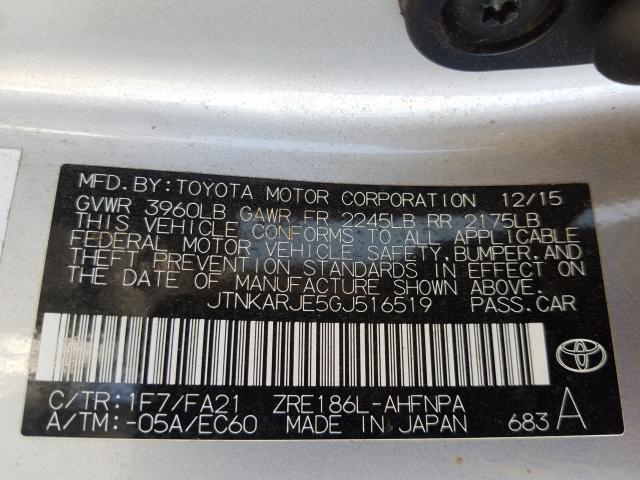 MFD.BY:TOYOTA MOTOR CORPORATION 12/15
GVWR 3960LB GAWR FR 2245LB RR 2175LB
THIS VEHICLE CONFORMS TO ALL APPLICABLE
FEDERAL MOTOR VEHICLE SAFETY,BUMPER,AND
THEFT PREVENTION STANDARDS IN EFFECT ON
THE DATE OF MANUFACTURE SHOWN ABOVE.
JTNKARJE5GJ516519 PASS.CAR
C/TR:1F7/FA21 ZRE186L-AHFNPA
A/TM:-05A/EC60 MADE IN JAPAN 683 A